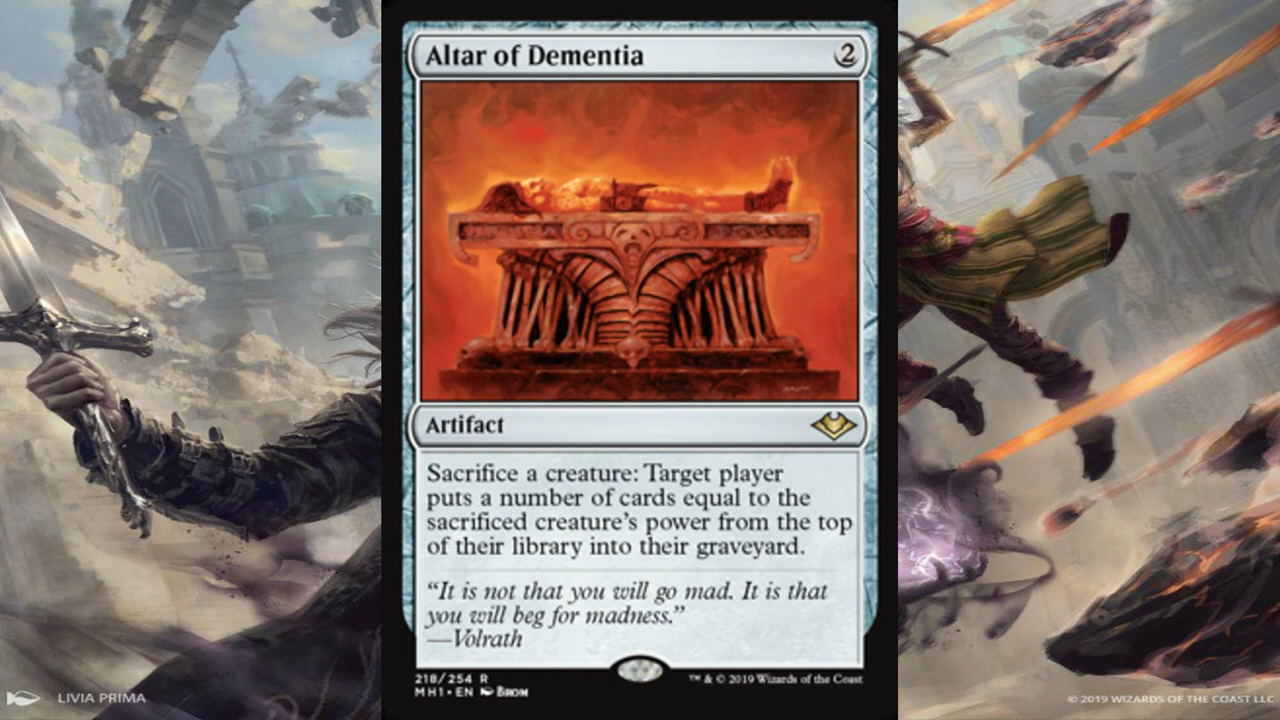 Altar of Dementia 2
Artifact
Sacrifice a creature: Target player
puts a number of cards equal to the
sacrificed creature's power from the top
of their library into their graveyard.
"It is not that you will go mad. It is that
you will beg for madness."
—Volrath
218/254 R
MH1 • EN BROM
™ & © 2019 Wizards of the Coast
LIVIA PRIMA
© 2019 WIZARDS OF THE COAST LLC